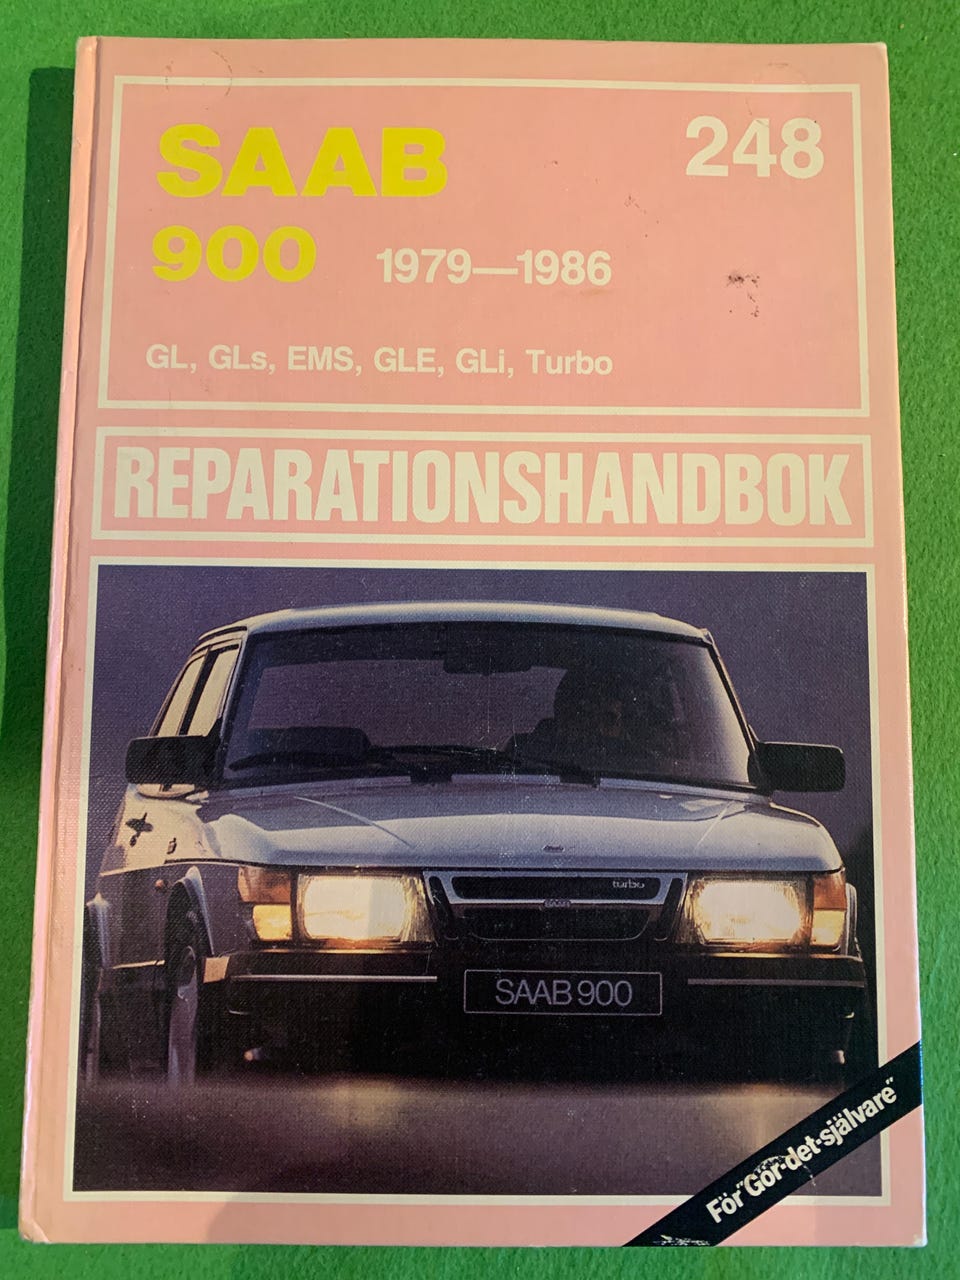 SAAB
248
900 1979—1986
GL, GLs, EMS, GLE, GLi, Turbo
REPARATIONSHANDBOK
turbo
SAAB
SAAB 900
För "Gör-det-självare"